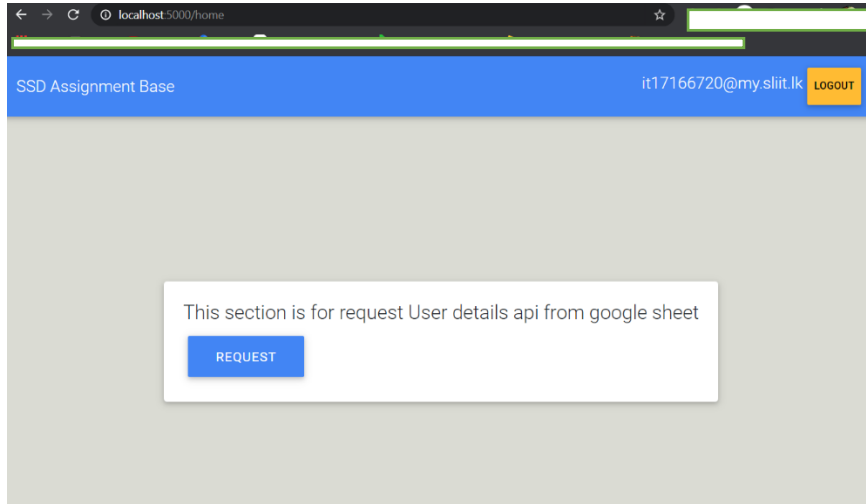 localhost:5000/home
SSD Assignment Base
it17166720@my.sliit.lk LOGOUT
This section is for request User details api from google sheet
REQUEST